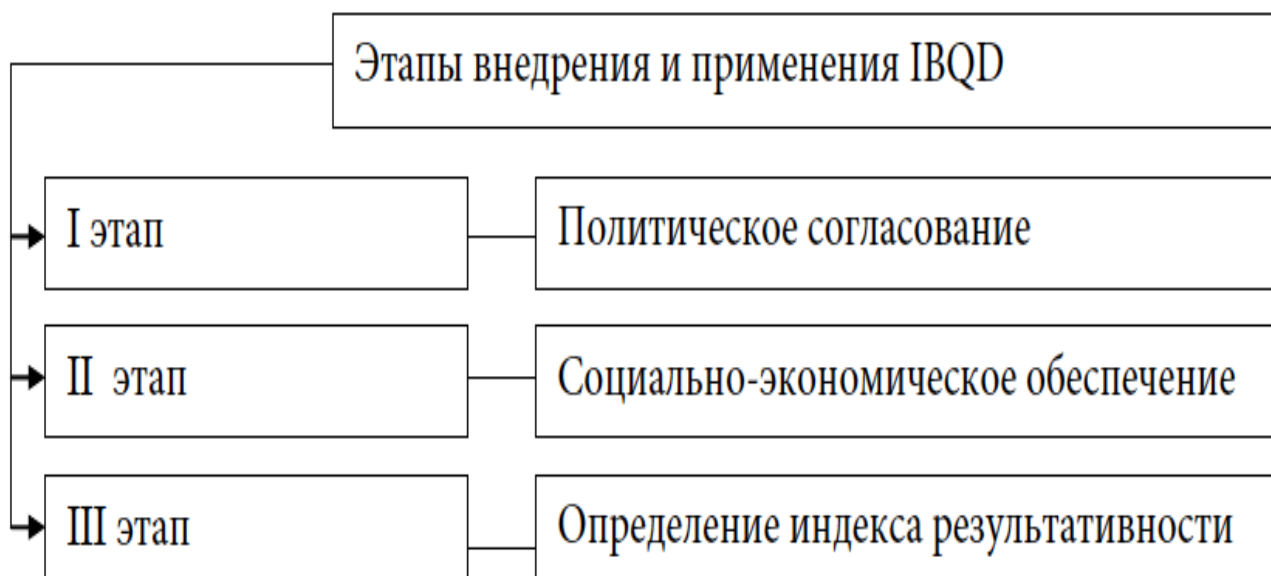 Этапы внедрения и применения IBQD
I этап
Политическое согласование
II этап
Социально-экономическое обеспечение
III этап
Определение индекса результативности